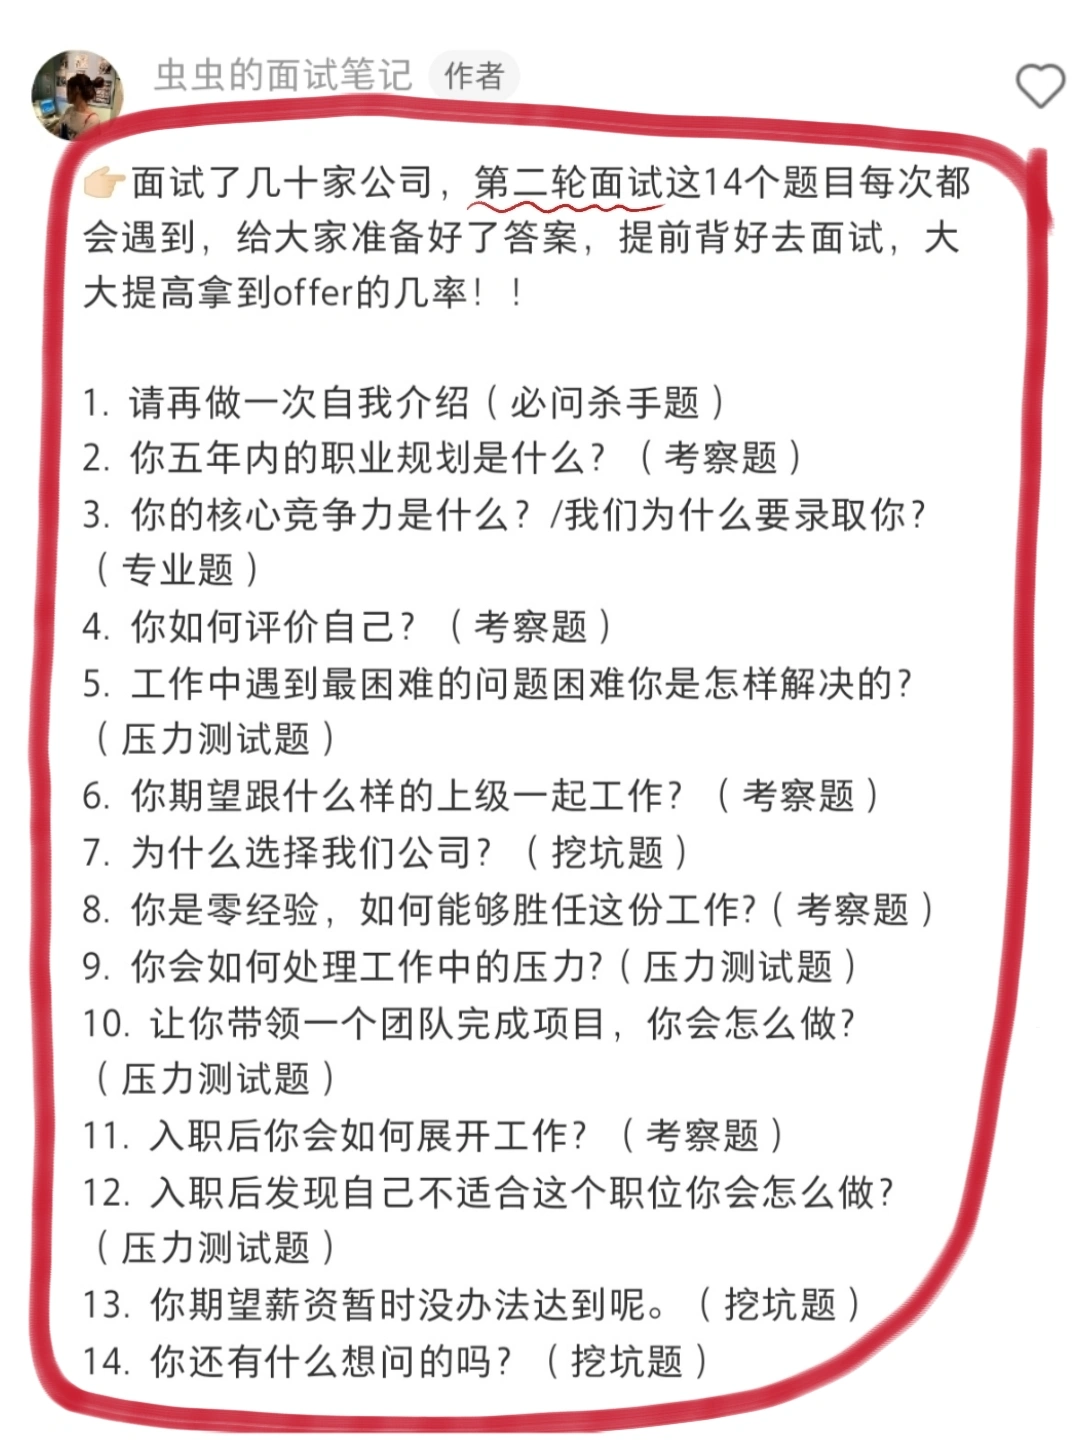 虫虫的面试笔记 作者
👉🏻面试了几十家公司，第二轮面试这14个题目每次都
会遇到，给大家准备好了答案，提前背好去面试，大
大提高拿到offer的几率！！
1. 请再做一次自我介绍（必问杀手题）
2. 你五年内的职业规划是什么？（考察题）
3. 你的核心竞争力是什么？/我们为什么要录取你？
（专业题）
4. 你如何评价自己？（考察题）
5. 工作中遇到最困难的问题困难你是怎样解决的？
（压力测试题）
6. 你期望跟什么样的上级一起工作？（考察题）
7. 为什么选择我们公司？（挖坑题）
8. 你是零经验，如何能够胜任这份工作?（考察题）
9. 你会如何处理工作中的压力?（压力测试题）
10. 让你带领一个团队完成项目，你会怎么做？
（压力测试题）
11. 入职后你会如何展开工作？（考察题）
12. 入职后发现自己不适合这个职位你会怎么做？
（压力测试题）
13. 你期望薪资暂时没办法达到呢。（挖坑题）
14. 你还有什么想问的吗？（挖坑题）